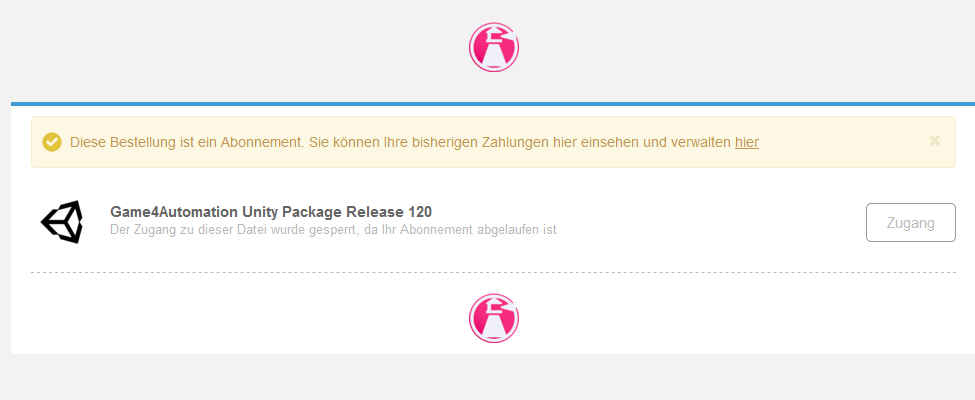 Diese Bestellung ist ein Abonnement. Sie können Ihre bisherigen Zahlungen hier einsehen und verwalten hier
Game4Automation Unity Package Release 120
Der Zugang zu dieser Datei wurde gesperrt, da Ihr Abonnement abgelaufen ist
Zugang